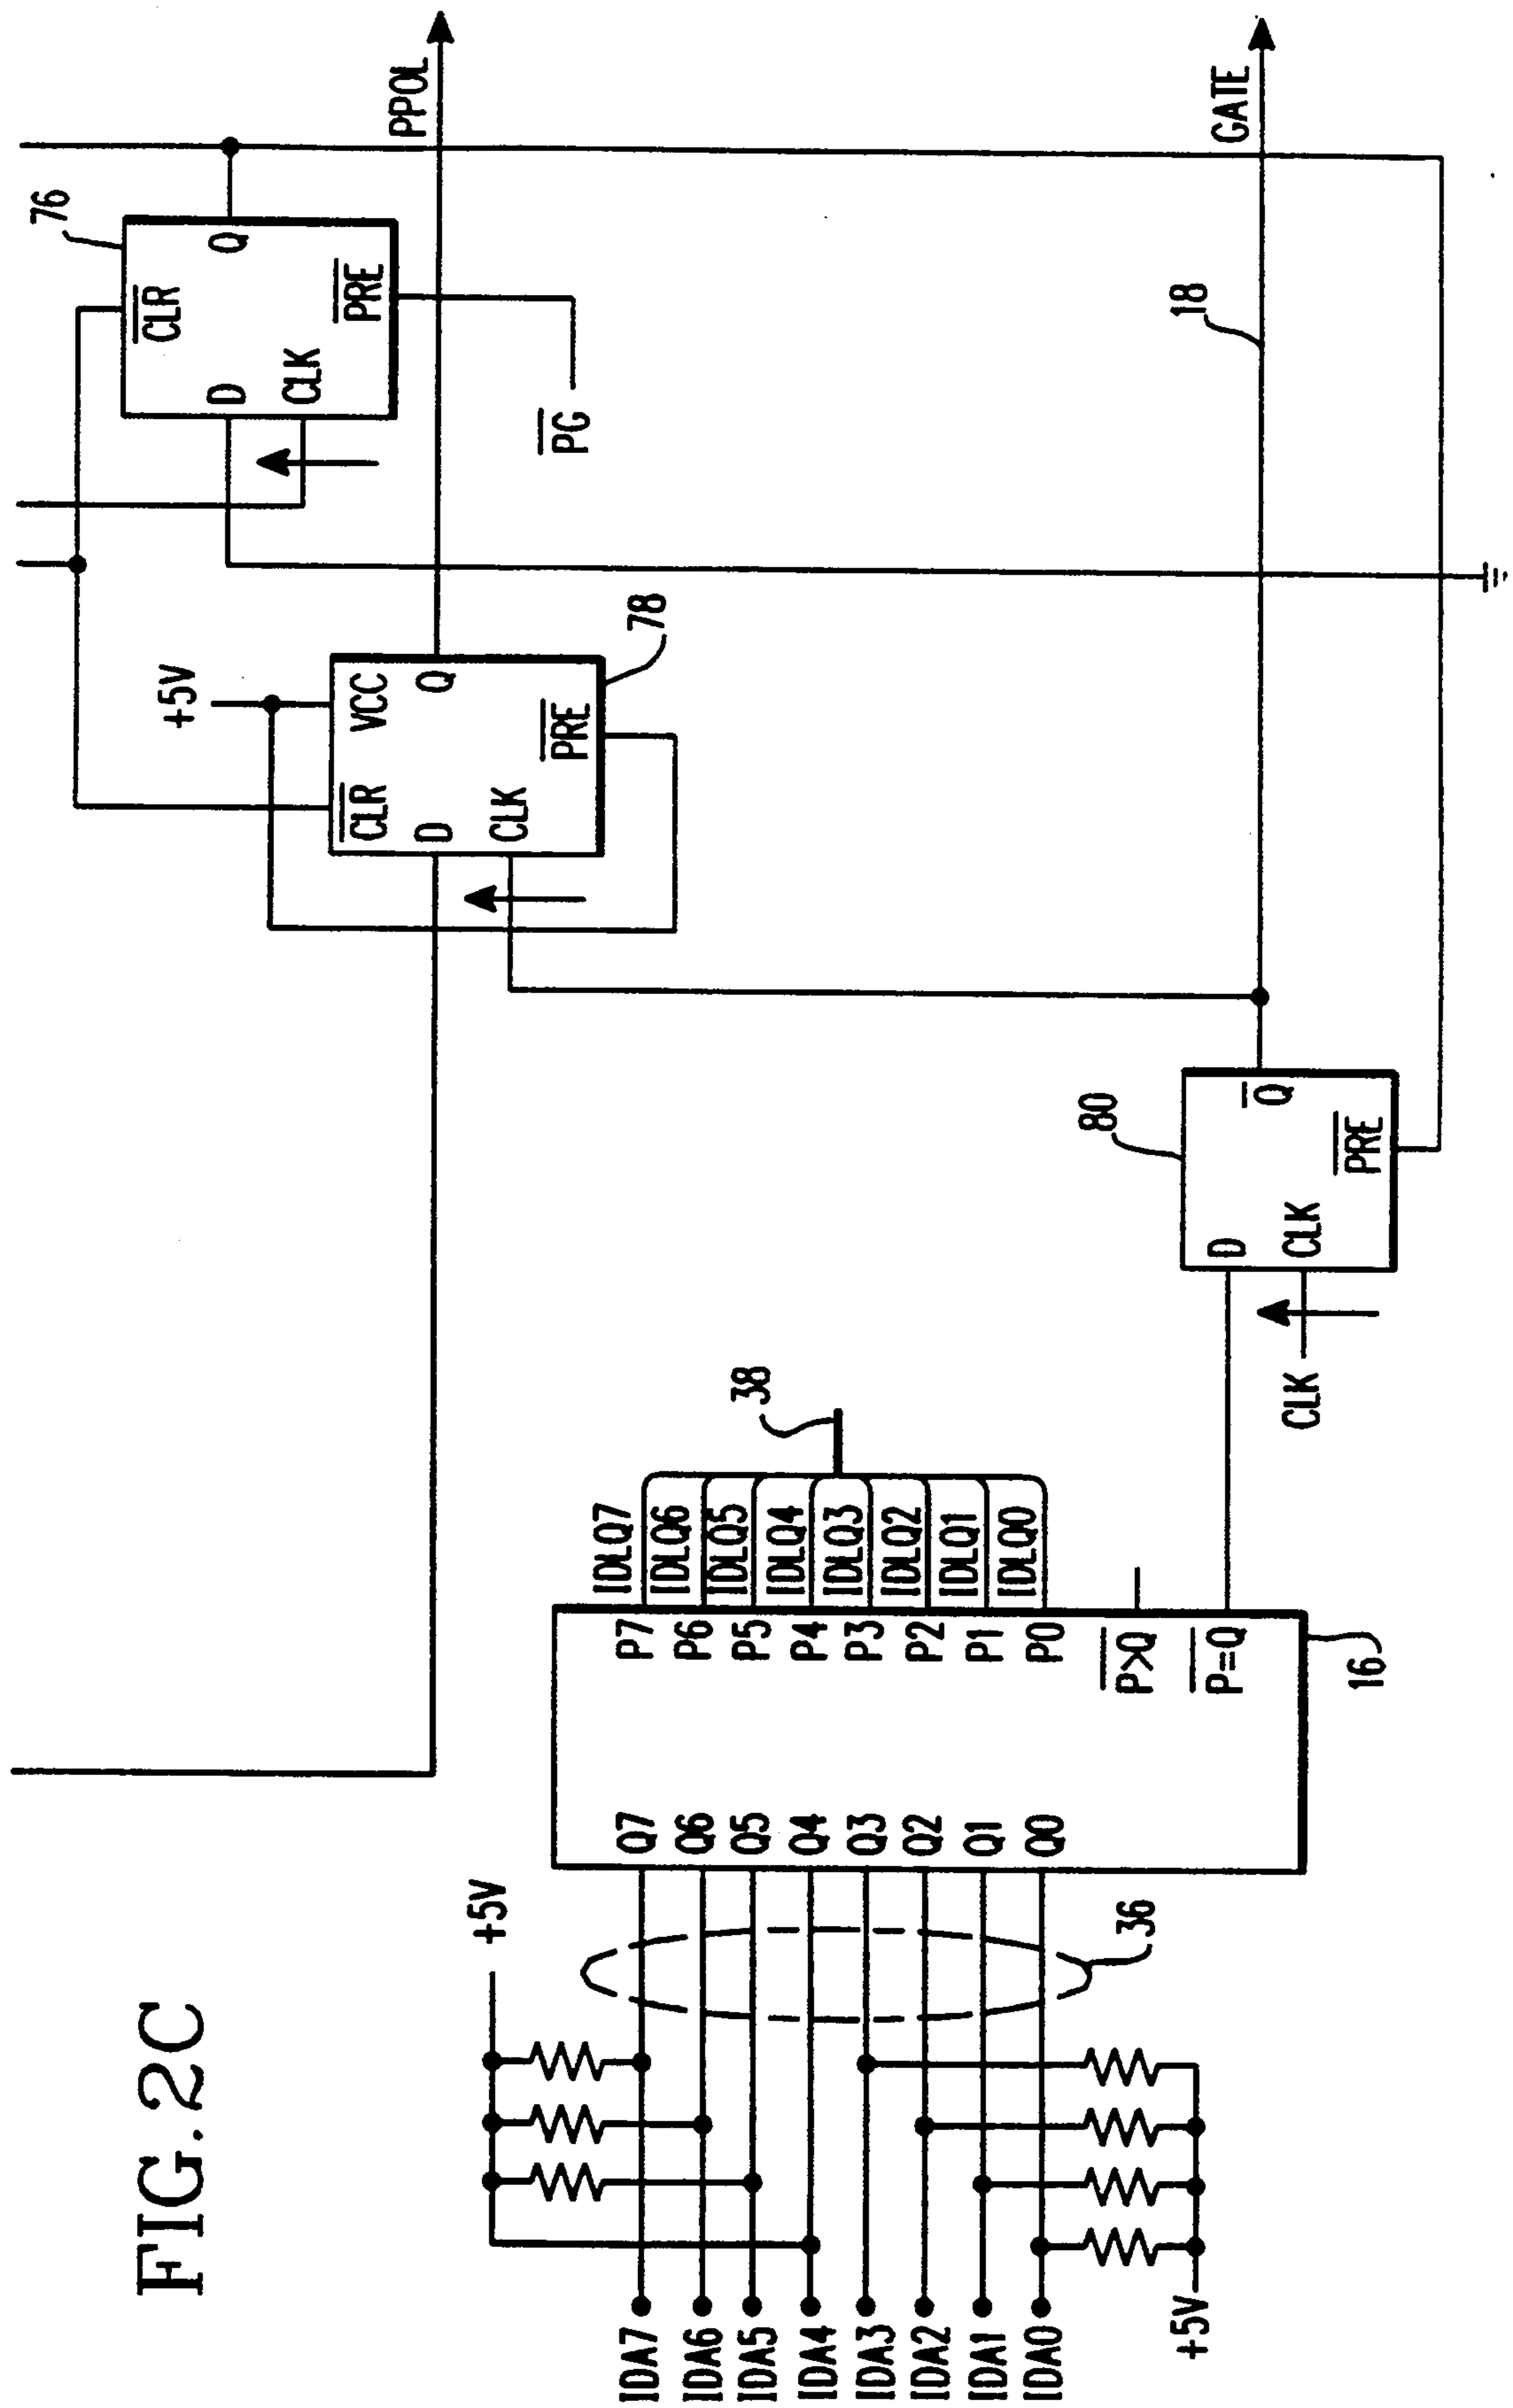 FIG.2C
IDA7
IDA6
IDA5
IDA4
IDA3
IDA2
IDA1
IDA0
+5V
+5V
36
Q7
Q6
Q5
Q4
Q3
Q2
Q1
Q0
P7
P6
P5
P4
P3
P2
P1
P0
P>Q
P=Q
16
IDLQ7
IDLQ6
IDLQ5
IDLQ4
IDLQ3
IDLQ2
IDLQ1
IDLQ0
38
CLK
D
CLK
Q
PRE
80
+5V
CLR
VCC
D
Q
CLK
PRE
78
CLR
D
Q
CLK
PRE
76
PG
18
PPOL
GATE